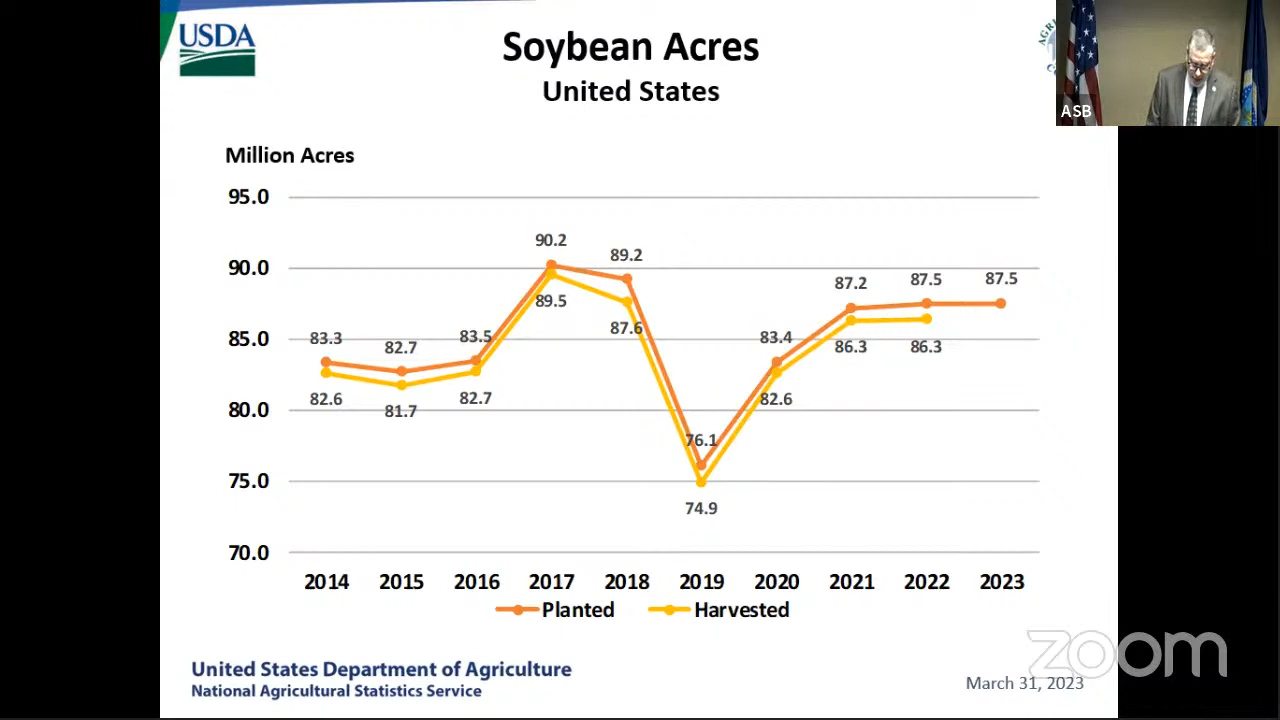 USDA
Soybean Acres
United States
AGRI
ASB
Million Acres
95.0
90.0
85.0
80.0
75.0
70.0
83.3
82.7
83.5
90.2
89.2
76.1
83.4
87.2
87.5
87.5
82.6
81.7
82.7
89.5
87.6
74.9
82.6
86.3
86.3
2014 2015 2016 2017 2018 2019 2020 2021 2022 2023
Planted Harvested
zoom
United States Department of Agriculture
National Agricultural Statistics Service
March 31, 2023